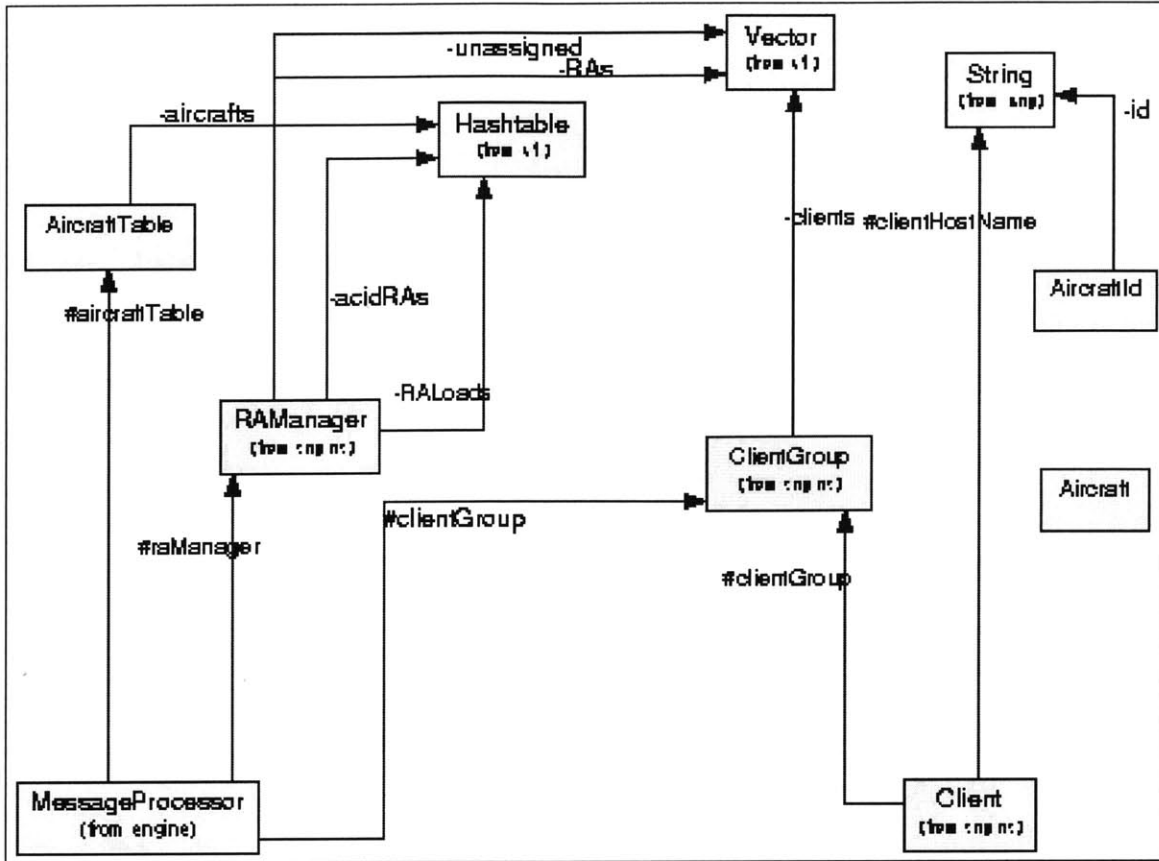 -unassigned
Vector
-RAs
String
-aircrafts
Hashtable
-id
AircraftTable
-clients
#clientHostName
-acidRAs
AircraftId
#aircraftTable
-RALoads
RAManager
ClientGroup
Aircraft
#clientGroup
#raManager
#clientGroup
MessageProcessor
(from engine)
Client